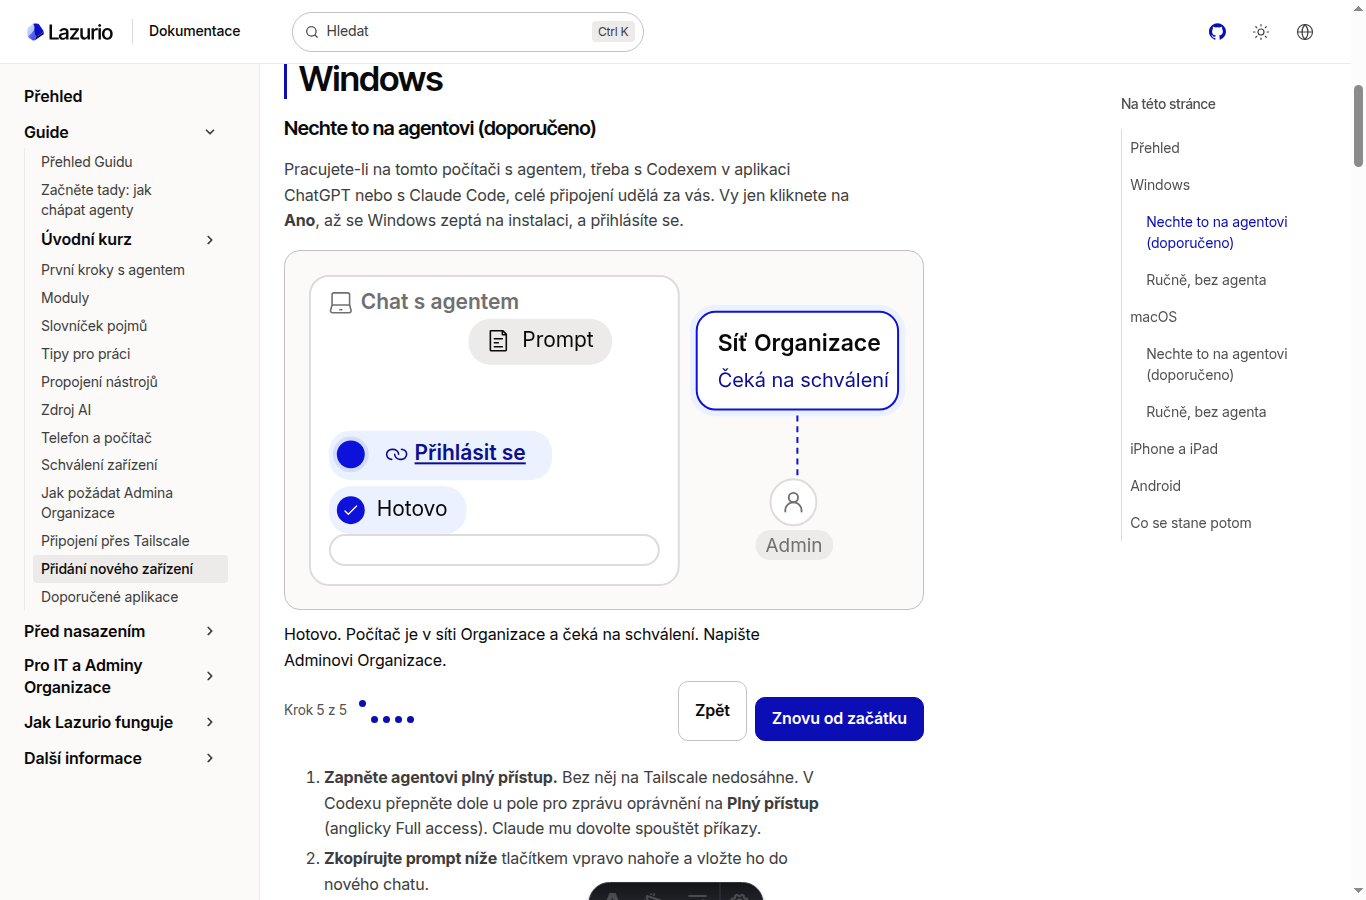 Lazurio
Dokumentace
Hledat
Ctrl K
Přehled
Guide
Přehled Guidu
Začněte tady: jak
chápat agenty
Úvodní kurz
První kroky s agentem
Moduly
Slovníček pojmů
Tipy pro práci
Propojení nástrojů
Zdroj AI
Telefon a počítač
Schválení zařízení
Jak požádat Admina
Organizace
Připojení přes Tailscale
Přidání nového zařízení
Doporučené aplikace
Před nasazením
Pro IT a Adminy
Organizace
Jak Lazurio funguje
Další informace
Windows
Nechte to na agentovi (doporučeno)
Pracujete-li na tomto počítači s agentem, třeba s Codexem v aplikaci
ChatGPT nebo s Claude Code, celé připojení udělá za vás. Vy jen kliknete na
Ano, až se Windows zeptá na instalaci, a přihlásíte se.
Chat s agentem
Prompt
Přihlásit se
Hotovo
Síť Organizace
Čeká na schválení
Admin
Hotovo. Počítač je v síti Organizace a čeká na schválení. Napište
Adminovi Organizace.
Krok 5 z 5
Zpět
Znovu od začátku
1. Zapněte agentovi plný přístup. Bez něj na Tailscale nedosáhne. V
Codexu přepněte dole u pole pro zprávu oprávnění na Plný přístup
(anglicky Full access). Claude mu dovolte spouštět příkazy.
2. Zkopírujte prompt níže tlačítkem vpravo nahoře a vložte ho do
nového chatu.
Na této stránce
Přehled
Windows
Nechte to na agentovi
(doporučeno)
Ručně, bez agenta
macOS
Nechte to na agentovi
(doporučeno)
Ručně, bez agenta
iPhone a iPad
Android
Co se stane potom